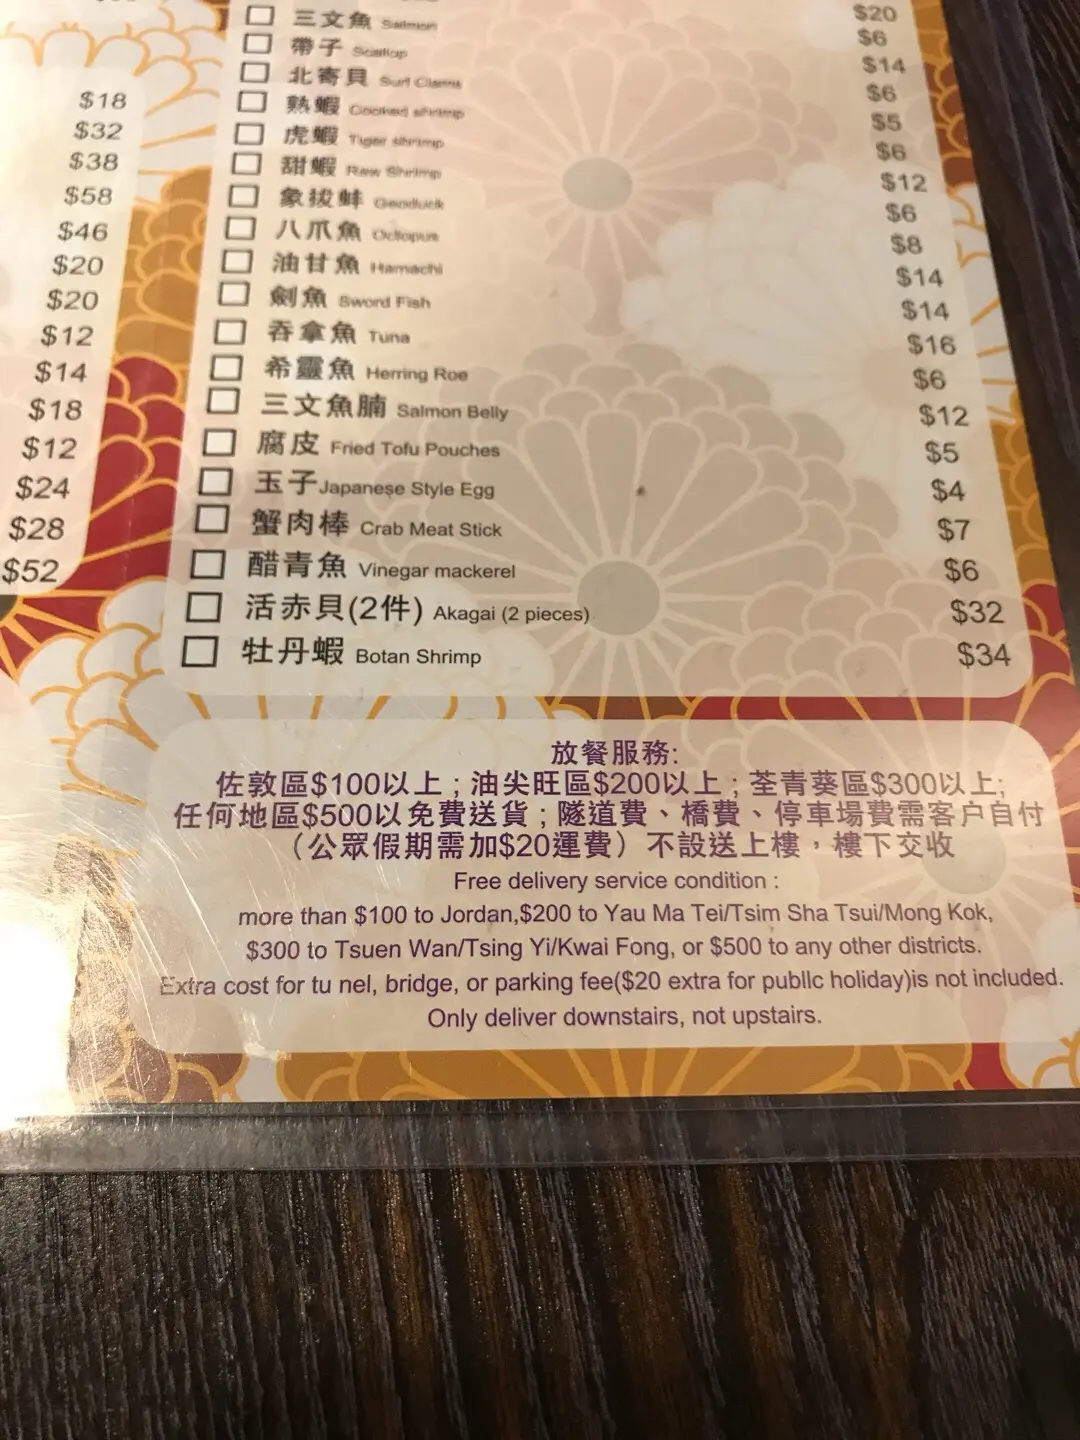 $18
$32
$38
$58
$46
$20
$20
$12
$14
$18
$12
$24
$28
$52
$20
三文魚 Salmon $6
帶子 Scallop $14
北寄貝 Surf Clams $6
熟蝦 Cooked shrimp $5
虎蝦 Tiger shrimp $6
甜蝦 Raw Shrimp $12
象拔蚌 Geoduck $6
八爪魚 Octopus $8
油甘魚 Hamachi $14
劍魚 Sword Fish $14
吞拿魚 Tuna $16
希靈魚 Herring Roe $6
三文魚腩 Salmon Belly $12
腐皮 Fried Tofu Pouches $5
玉子Japanese Style Egg $4
蟹肉棒 Crab Meat Stick $7
醋青魚 Vinegar mackerel $6
活赤貝(2件) Akagai (2 pieces) $32
牡丹蝦 Botan Shrimp $34
放餐服務:
佐敦區$100以上；油尖旺區$200以上；荃青葵區$300以上;
任何地區$500以免費送貨；隧道費、橋費、停車場費需客户自付
（公眾假期需加$20運費）不設送上樓，樓下交收
Free delivery service condition :
more than $100 to Jordan,$200 to Yau Ma Tei/Tsim Sha Tsui/Mong Kok,
$300 to Tsuen Wan/Tsing Yi/Kwai Fong, or $500 to any other districts.
Extra cost for tu nel, bridge, or parking fee($20 extra for publlc holiday)is not included.
Only deliver downstairs, not upstairs.